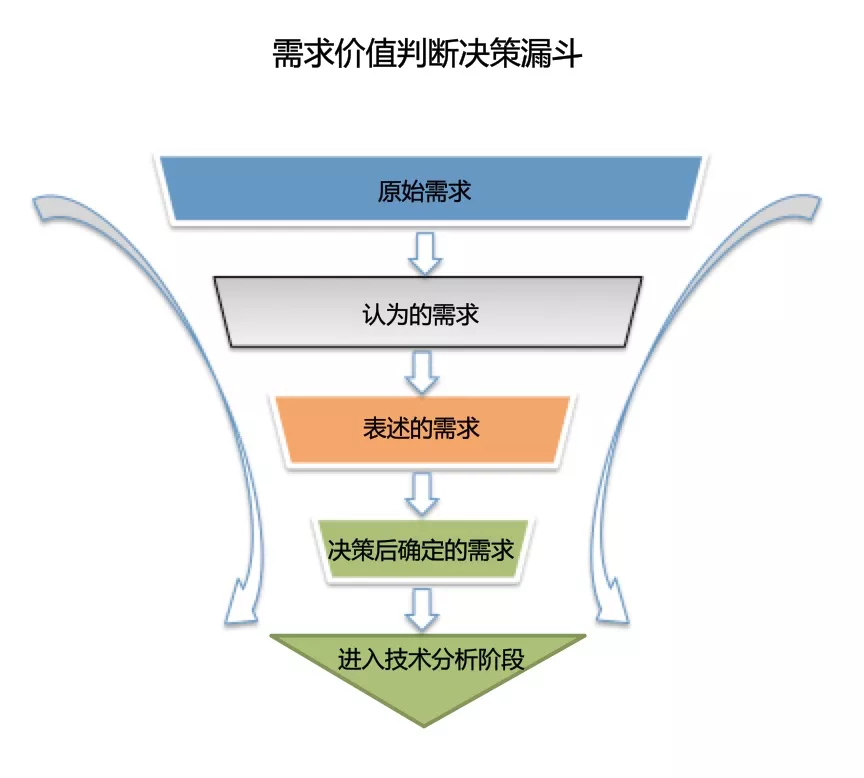 需求价值判断决策漏斗
原始需求
认为的需求
表述的需求
决策后确定的需求
进入技术分析阶段